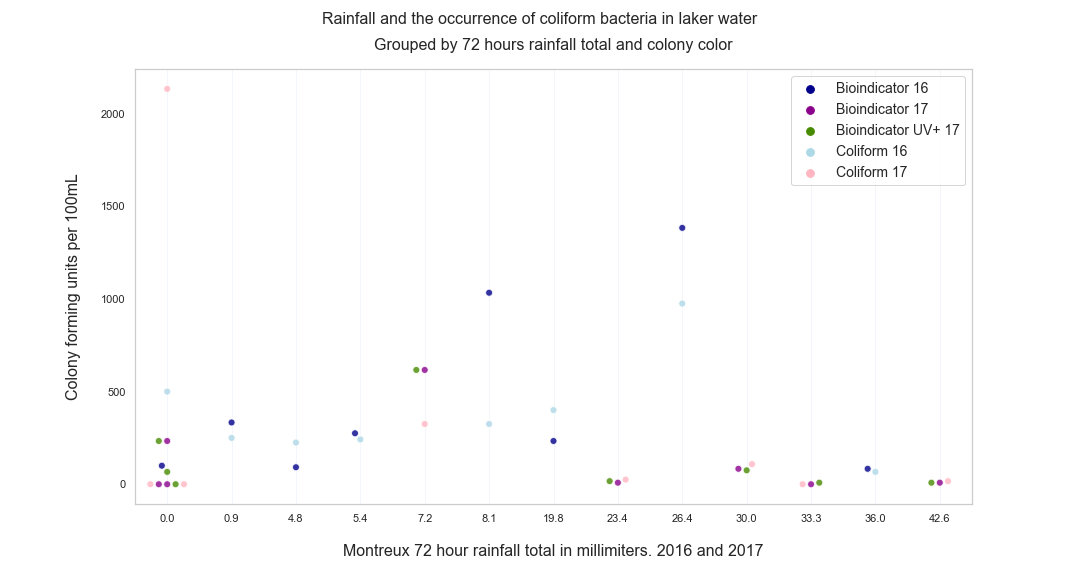 Rainfall and the occurrence of coliform bacteria in laker water
Grouped by 72 hours rainfall total and colony color
Bioindicator 16
Bioindicator 17
Bioindicator UV+ 17
Coliform 16
Coliform 17
Colony forming units per 100mL
2000
1500
1000
500
0
0.0 0.9 4.8 5.4 7.2 8.1 19.8 23.4 26.4 30.0 33.3 36.0 42.6
Montreux 72 hour rainfall total in millimiters. 2016 and 2017